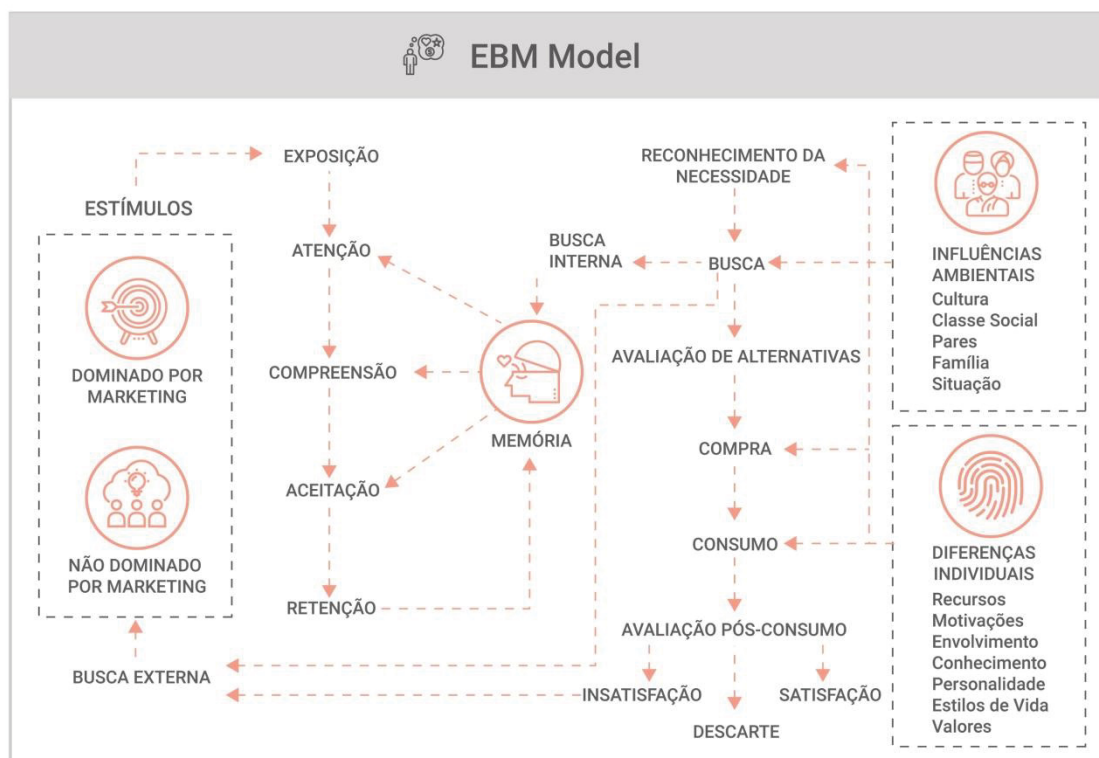 EBM Model
EXPOSIÇÃO
ESTÍMULOS
ATENÇÃO
DOMINADO POR
MARKETING
COMPREENSÃO
NÃO DOMINADO
POR MARKETING
ACEITAÇÃO
RETENÇÃO
BUSCA EXTERNA
BUSCA
INTERNA
MEMÓRIA
RECONHECIMENTO DA
NECESSIDADE
BUSCA
AVALIAÇÃO DE ALTERNATIVAS
COMPRA
CONSUMO
AVALIAÇÃO PÓS-CONSUMO
INSATISFAÇÃO
SATISFAÇÃO
DESCARTE
INFLUÊNCIAS
AMBIENTAIS
Cultura
Classe Social
Pares
Família
Situação
DIFERENÇAS
INDIVIDUAIS
Recursos
Motivações
Envolvimento
Conhecimento
Personalidade
Estilos de Vida
Valores